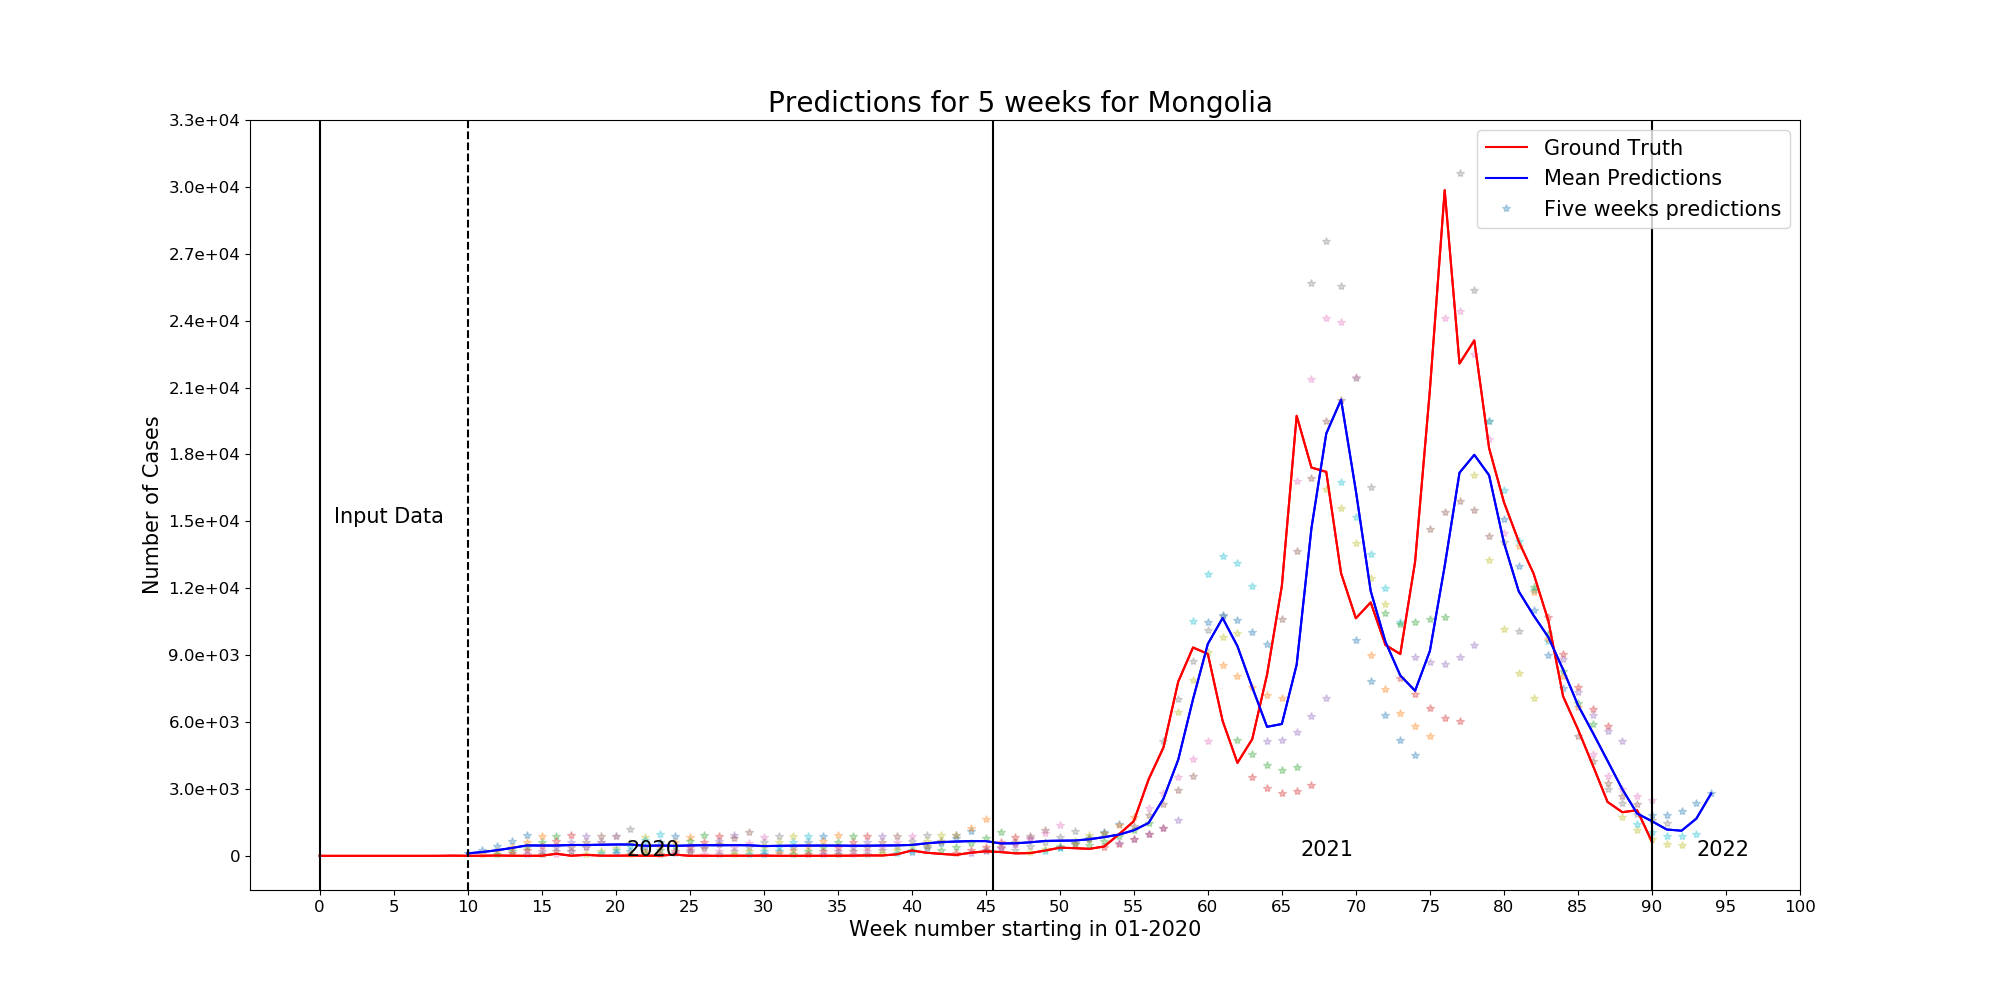 Predictions for 5 weeks for Mongolia
3.3e+04
3.0e+04
2.7e+04
2.4e+04
2.1e+04
1.8e+04
1.5e+04
1.2e+04
9.0e+03
6.0e+03
3.0e+03
0
Number of Cases
Ground Truth
Mean Predictions
Five weeks predictions
Input Data
2020
2021
2022
0 5 10 15 20 25 30 35 40 45 50 55 60 65 70 75 80 85 90 95 100
Week number starting in 01-2020